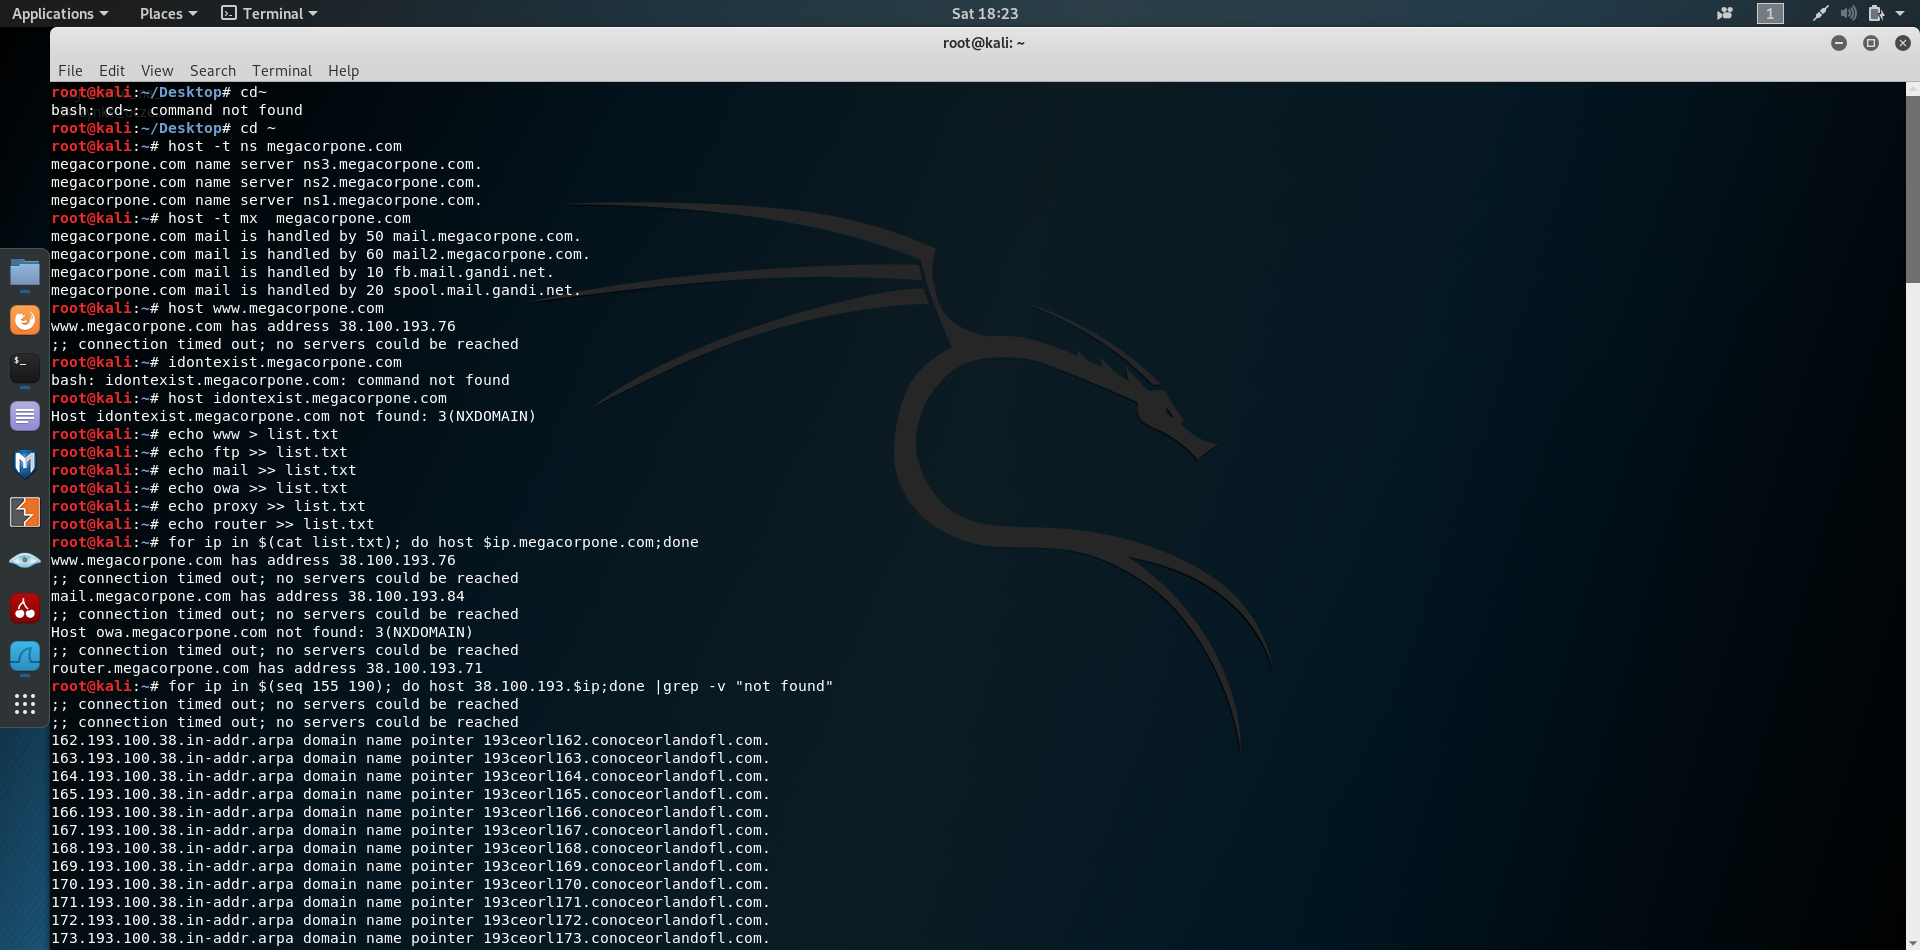 Applications Places Terminal Sat 18:23 1
root@kali: ~
File Edit View Search Terminal Help
root@kali:~/Desktop# cd~
bash: cd~: command not found
root@kali:~/Desktop# cd ~
root@kali:~# host -t ns megacorpone.com
megacorpone.com name server ns3.megacorpone.com.
megacorpone.com name server ns2.megacorpone.com.
megacorpone.com name server ns1.megacorpone.com.
root@kali:~# host -t mx  megacorpone.com
megacorpone.com mail is handled by 50 mail.megacorpone.com.
megacorpone.com mail is handled by 60 mail2.megacorpone.com.
megacorpone.com mail is handled by 10 fb.mail.gandi.net.
megacorpone.com mail is handled by 20 spool.mail.gandi.net.
root@kali:~# host www.megacorpone.com
www.megacorpone.com has address 38.100.193.76
;; connection timed out; no servers could be reached
root@kali:~# idontexist.megacorpone.com
bash: idontexist.megacorpone.com: command not found
root@kali:~# host idontexist.megacorpone.com
Host idontexist.megacorpone.com not found: 3(NXDOMAIN)
root@kali:~# echo www > list.txt
root@kali:~# echo ftp >> list.txt
root@kali:~# echo mail >> list.txt
root@kali:~# echo owa >> list.txt
root@kali:~# echo proxy >> list.txt
root@kali:~# echo router >> list.txt
root@kali:~# for ip in $(cat list.txt); do host $ip.megacorpone.com;done
www.megacorpone.com has address 38.100.193.76
;; connection timed out; no servers could be reached
mail.megacorpone.com has address 38.100.193.84
;; connection timed out; no servers could be reached
Host owa.megacorpone.com not found: 3(NXDOMAIN)
;; connection timed out; no servers could be reached
router.megacorpone.com has address 38.100.193.71
root@kali:~# for ip in $(seq 155 190); do host 38.100.193.$ip;done |grep -v "not found"
;; connection timed out; no servers could be reached
;; connection timed out; no servers could be reached
162.193.100.38.in-addr.arpa domain name pointer 193ceorl162.conoceorlandofl.com.
163.193.100.38.in-addr.arpa domain name pointer 193ceorl163.conoceorlandofl.com.
164.193.100.38.in-addr.arpa domain name pointer 193ceorl164.conoceorlandofl.com.
165.193.100.38.in-addr.arpa domain name pointer 193ceorl165.conoceorlandofl.com.
166.193.100.38.in-addr.arpa domain name pointer 193ceorl166.conoceorlandofl.com.
167.193.100.38.in-addr.arpa domain name pointer 193ceorl167.conoceorlandofl.com.
168.193.100.38.in-addr.arpa domain name pointer 193ceorl168.conoceorlandofl.com.
169.193.100.38.in-addr.arpa domain name pointer 193ceorl169.conoceorlandofl.com.
170.193.100.38.in-addr.arpa domain name pointer 193ceorl170.conoceorlandofl.com.
171.193.100.38.in-addr.arpa domain name pointer 193ceorl171.conoceorlandofl.com.
172.193.100.38.in-addr.arpa domain name pointer 193ceorl172.conoceorlandofl.com.
173.193.100.38.in-addr.arpa domain name pointer 193ceorl173.conoceorlandofl.com.